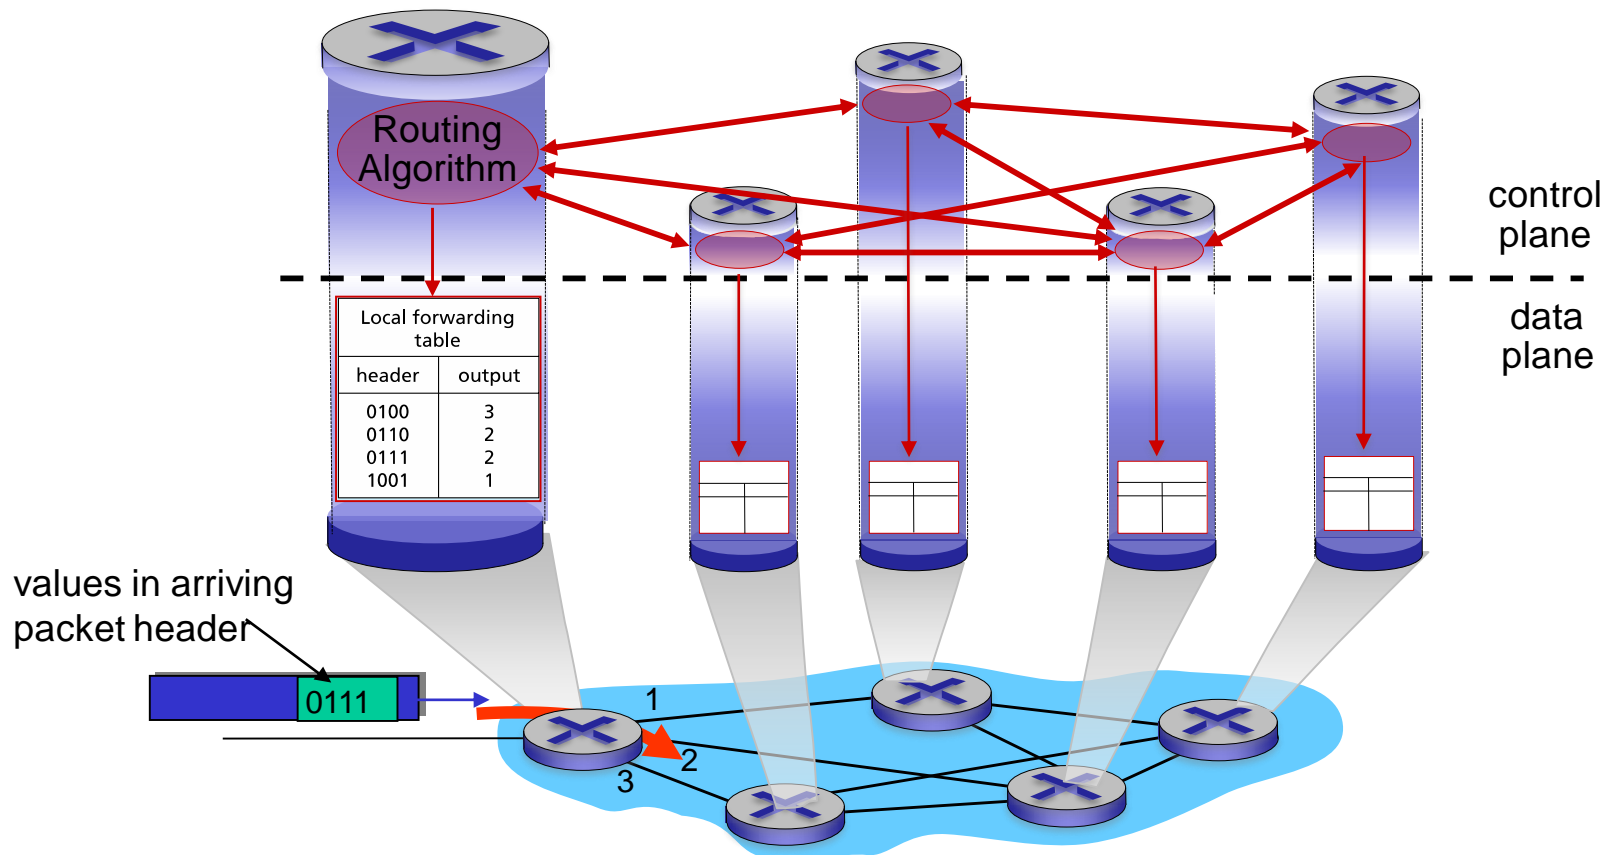 Routing
Algorithm
control
plane
data
plane
Local forwarding
table
header output
0100 3
0110 2
0111 2
1001 1
values in arriving
packet header
0111
1
2
3